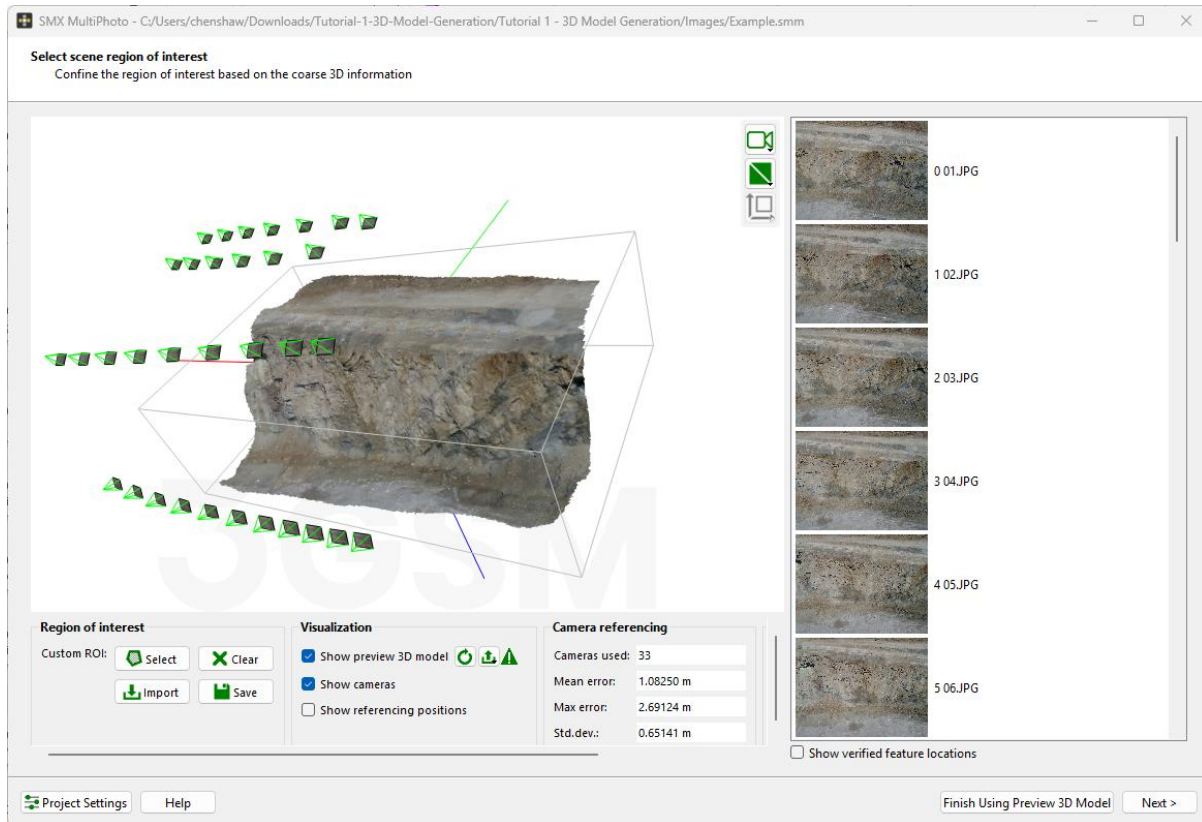 SMX MultiPhoto - C:/Users/chenshaw/Downloads/Tutorial-1-3D-Model-Generation/Tutorial 1 - 3D Model Generation/Images/Example.smm
Select scene region of interest
Confine the region of interest based on the coarse 3D information
0 01.JPG
1 02.JPG
2 03.JPG
3 04.JPG
4 05.JPG
5 06.JPG
3GSM
Region of interest
Custom ROI: Select Clear
Import Save
Visualization
Show preview 3D model
Show cameras
Show referencing positions
Camera referencing
Cameras used: 33
Mean error: 1.08250 m
Max error: 2.69124 m
Std.dev.: 0.65141 m
Show verified feature locations
Project Settings Help Finish Using Preview 3D Model Next >